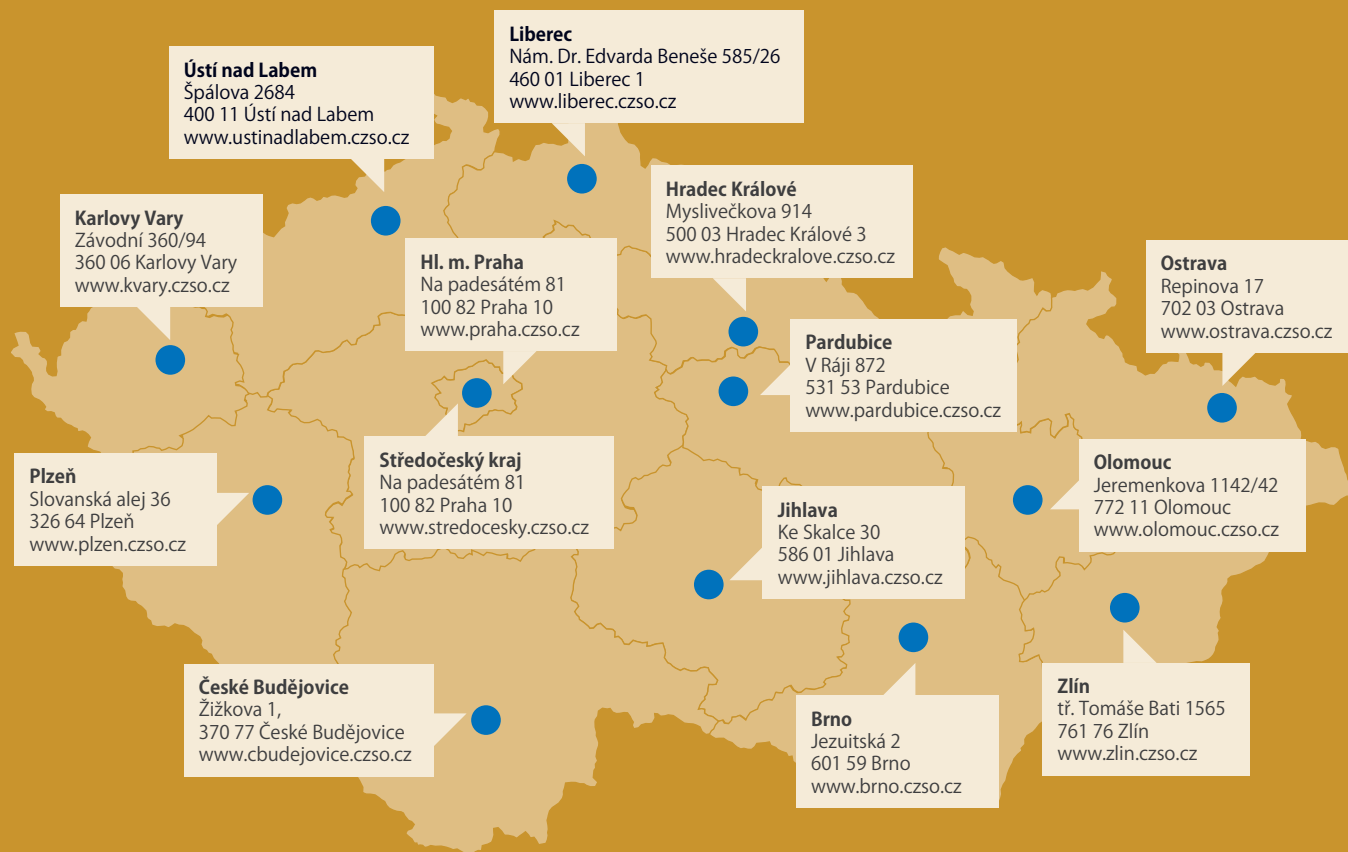 Liberec
Nám. Dr. Edvarda Beneše 585/26
460 01 Liberec 1
www.liberec.czso.cz
Ústí nad Labem
Špálova 2684
400 11 Ústí nad Labem
www.ustinadlabem.czso.cz
Hradec Králové
Myslivečkova 914
500 03 Hradec Králové 3
www.hradeckralove.czso.cz
Karlovy Vary
Závodní 360/94
360 06 Karlovy Vary
www.kvary.czso.cz
Hl. m. Praha
Na padesátém 81
100 82 Praha 10
www.praha.czso.cz
Ostrava
Repinova 17
702 03 Ostrava
www.ostrava.czso.cz
Pardubice
V Ráji 872
531 53 Pardubice
www.pardubice.czso.cz
Středočeský kraj
Na padesátém 81
100 82 Praha 10
www.stredocesky.czso.cz
Olomouc
Jeremenkova 1142/42
772 11 Olomouc
www.olomouc.czso.cz
Plzeň
Slovanská alej 36
326 64 Plzeň
www.plzen.czso.cz
Jihlava
Ke Skalce 30
586 01 Jihlava
www.jihlava.czso.cz
České Budějovice
Žižkova 1,
370 77 České Budějovice
www.cbudejovice.czso.cz
Brno
Jezuitská 2
601 59 Brno
www.brno.czso.cz
Zlín
tř. Tomáše Bati 1565
761 76 Zlín
www.zlin.czso.cz